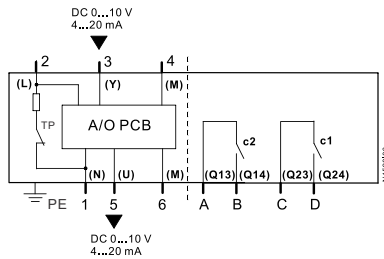 DC 0...10 V
4...20 mA
2 3 4
(L) (Y) (M)
TP A/O PCB c2 c1
(N) (U) (M) (Q13) (Q14) (Q23) (Q24)
PE 1 5 6 A B C D
DC 0...10 V
4...20 mA